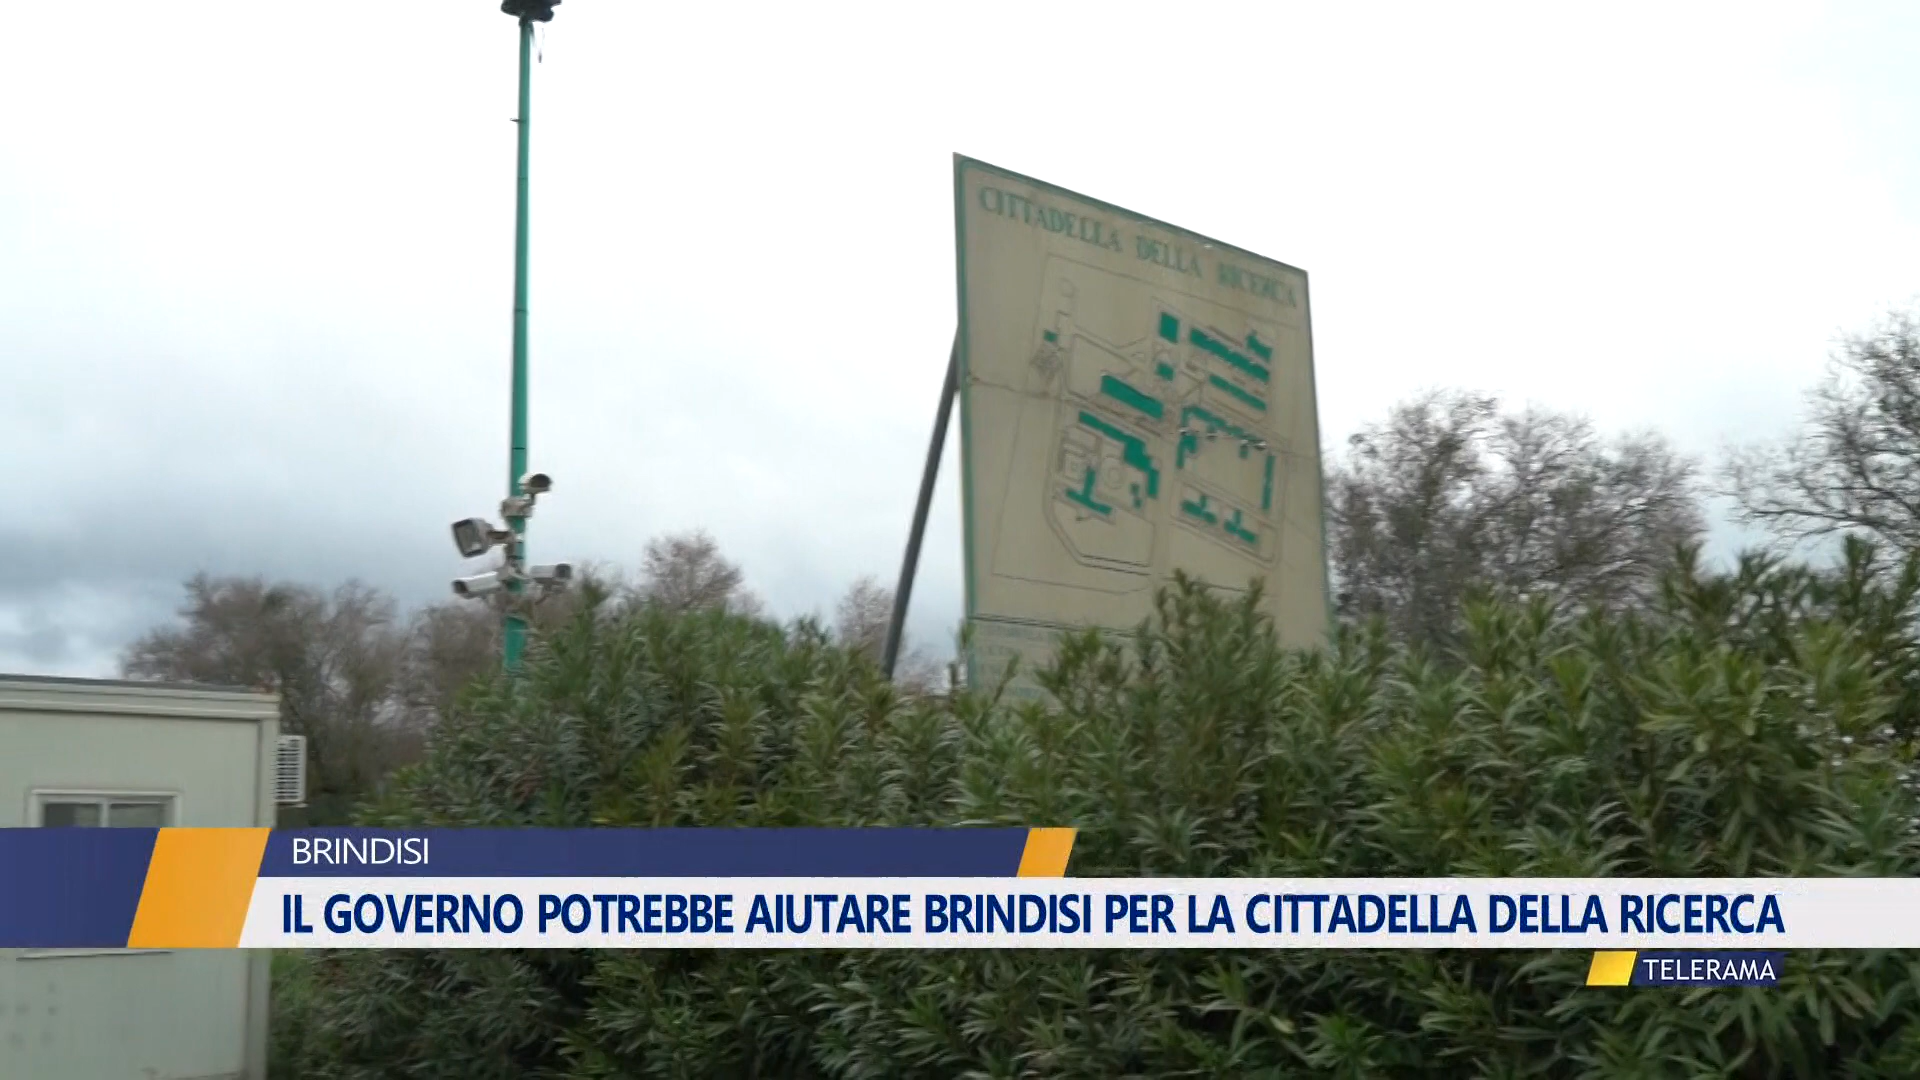 CITTADELLA DELLA RICERCA
BRINDISI
IL GOVERNO POTREBBE AIUTARE BRINDISI PER LA CITTADELLA DELLA RICERCA
TELERAMA